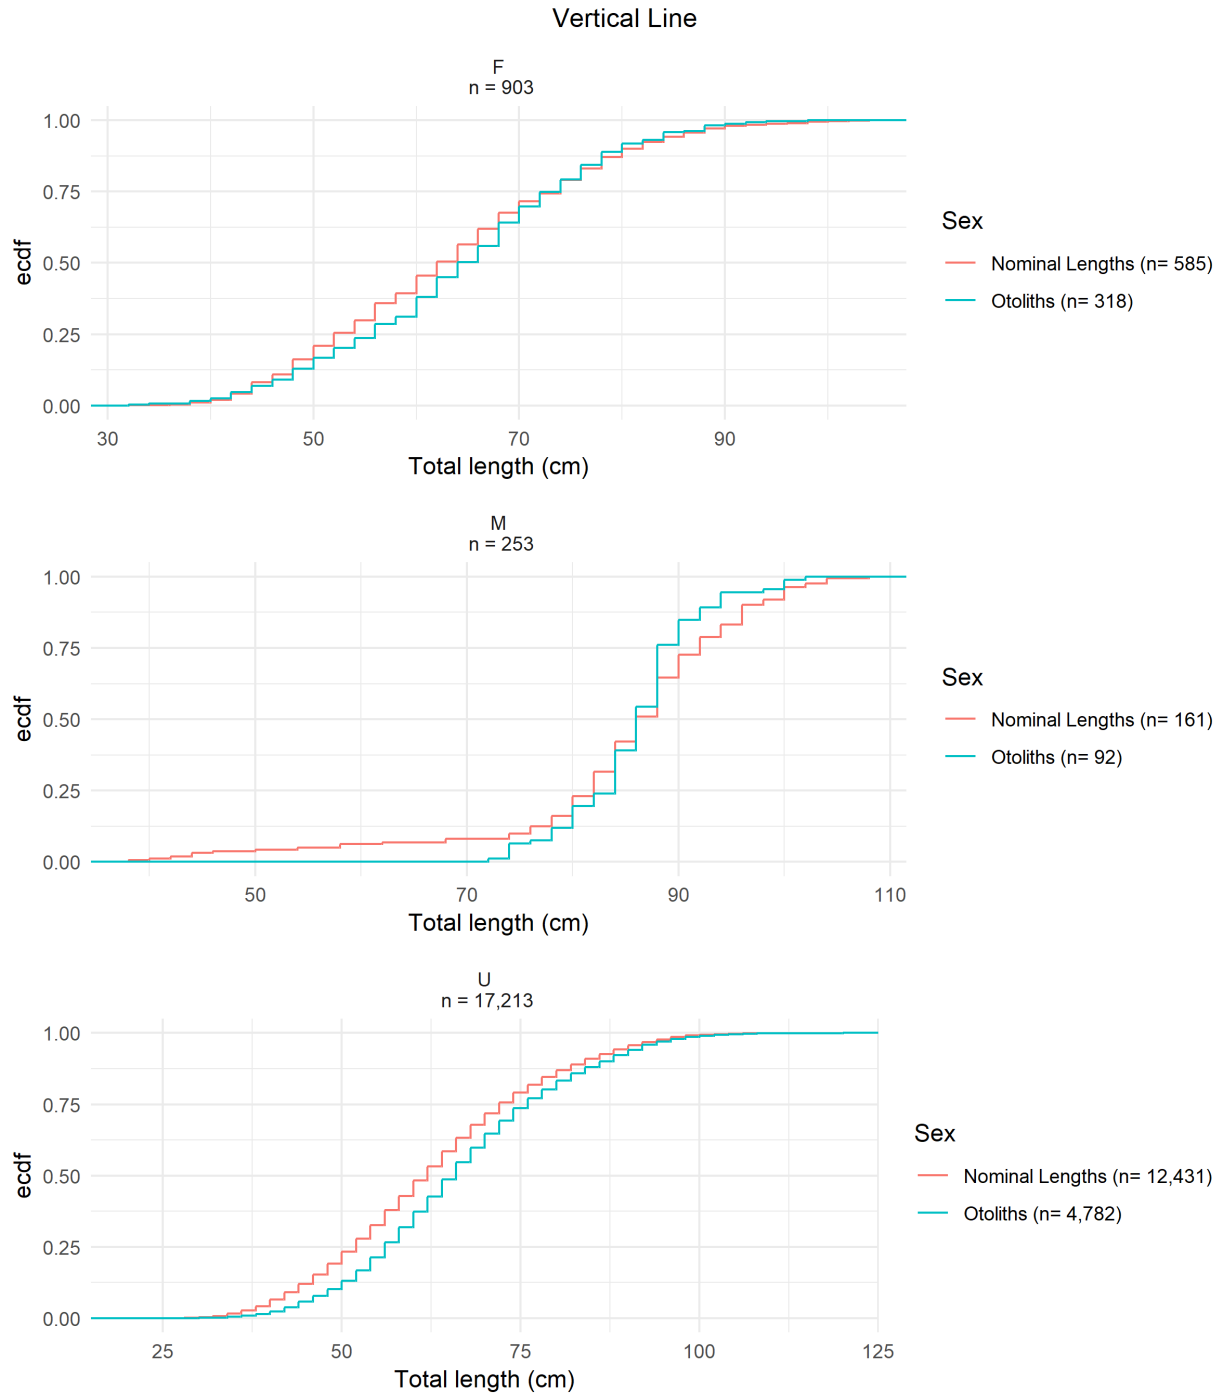 Vertical Line
F
n = 903
1.00
0.75
0.50
0.25
0.00
ecdf
30 50 70 90
Total length (cm)
Sex
Nominal Lengths (n= 585)
Otoliths (n= 318)
M
n = 253
1.00
0.75
0.50
0.25
0.00
ecdf
50 70 90 110
Total length (cm)
Sex
Nominal Lengths (n= 161)
Otoliths (n= 92)
U
n = 17,213
1.00
0.75
0.50
0.25
0.00
ecdf
25 50 75 100 125
Total length (cm)
Sex
Nominal Lengths (n= 12,431)
Otoliths (n= 4,782)